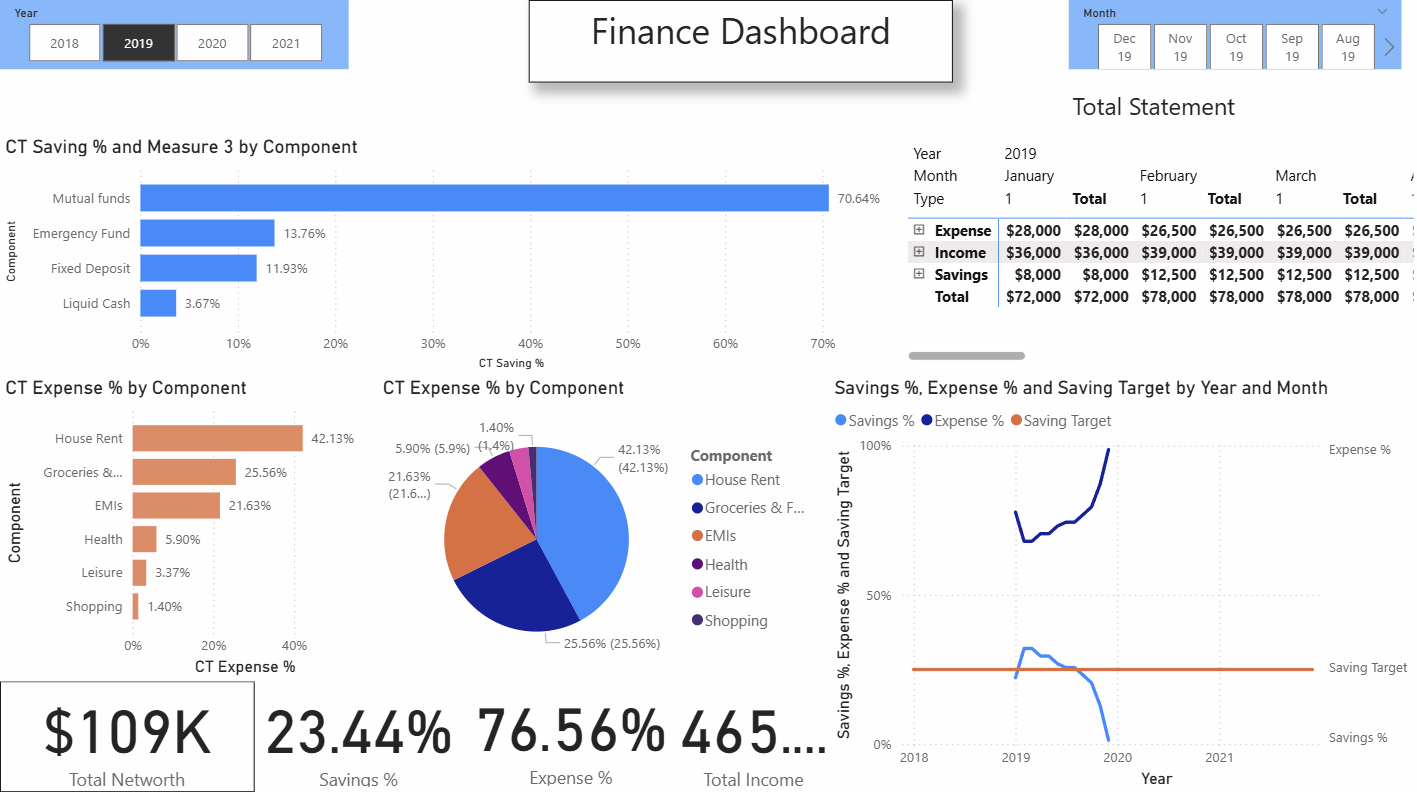 Year
2018 2019 2020 2021
Finance Dashboard
Month
Dec 19 Nov 19 Oct 19 Sep 19 Aug 19
Total Statement
CT Saving % and Measure 3 by Component
Component
Mutual funds 70.64%
Emergency Fund 13.76%
Fixed Deposit 11.93%
Liquid Cash 3.67%
0% 10% 20% 30% 40% 50% 60% 70%
CT Saving %
Year 2019
Month January February March
Type 1 Total 1 Total 1 Total
Expense $28,000 $28,000 $26,500 $26,500 $26,500 $26,500
Income $36,000 $36,000 $39,000 $39,000 $39,000 $39,000
Savings $8,000 $8,000 $12,500 $12,500 $12,500 $12,500
Total $72,000 $72,000 $78,000 $78,000 $78,000 $78,000
CT Expense % by Component
Component
House Rent 42.13%
Groceries &... 25.56%
EMIs 21.63%
Health 5.90%
Leisure 3.37%
Shopping 1.40%
0% 20% 40%
CT Expense %
CT Expense % by Component
1.40%
(1.4%)
5.90% (5.9%)
42.13%
(42.13%)
21.63%
(21.6...)
25.56% (25.56%)
Component
House Rent
Groceries & F...
EMIs
Health
Leisure
Shopping
Savings %, Expense % and Saving Target by Year and Month
Savings % Expense % Saving Target
Savings %, Expense % and Saving Target
100%
50%
0%
Expense %
Saving Target
Savings %
2018 2019 2020 2021
Year
$109K
Total Networth
23.44%
Savings %
76.56%
Expense %
465....
Total Income